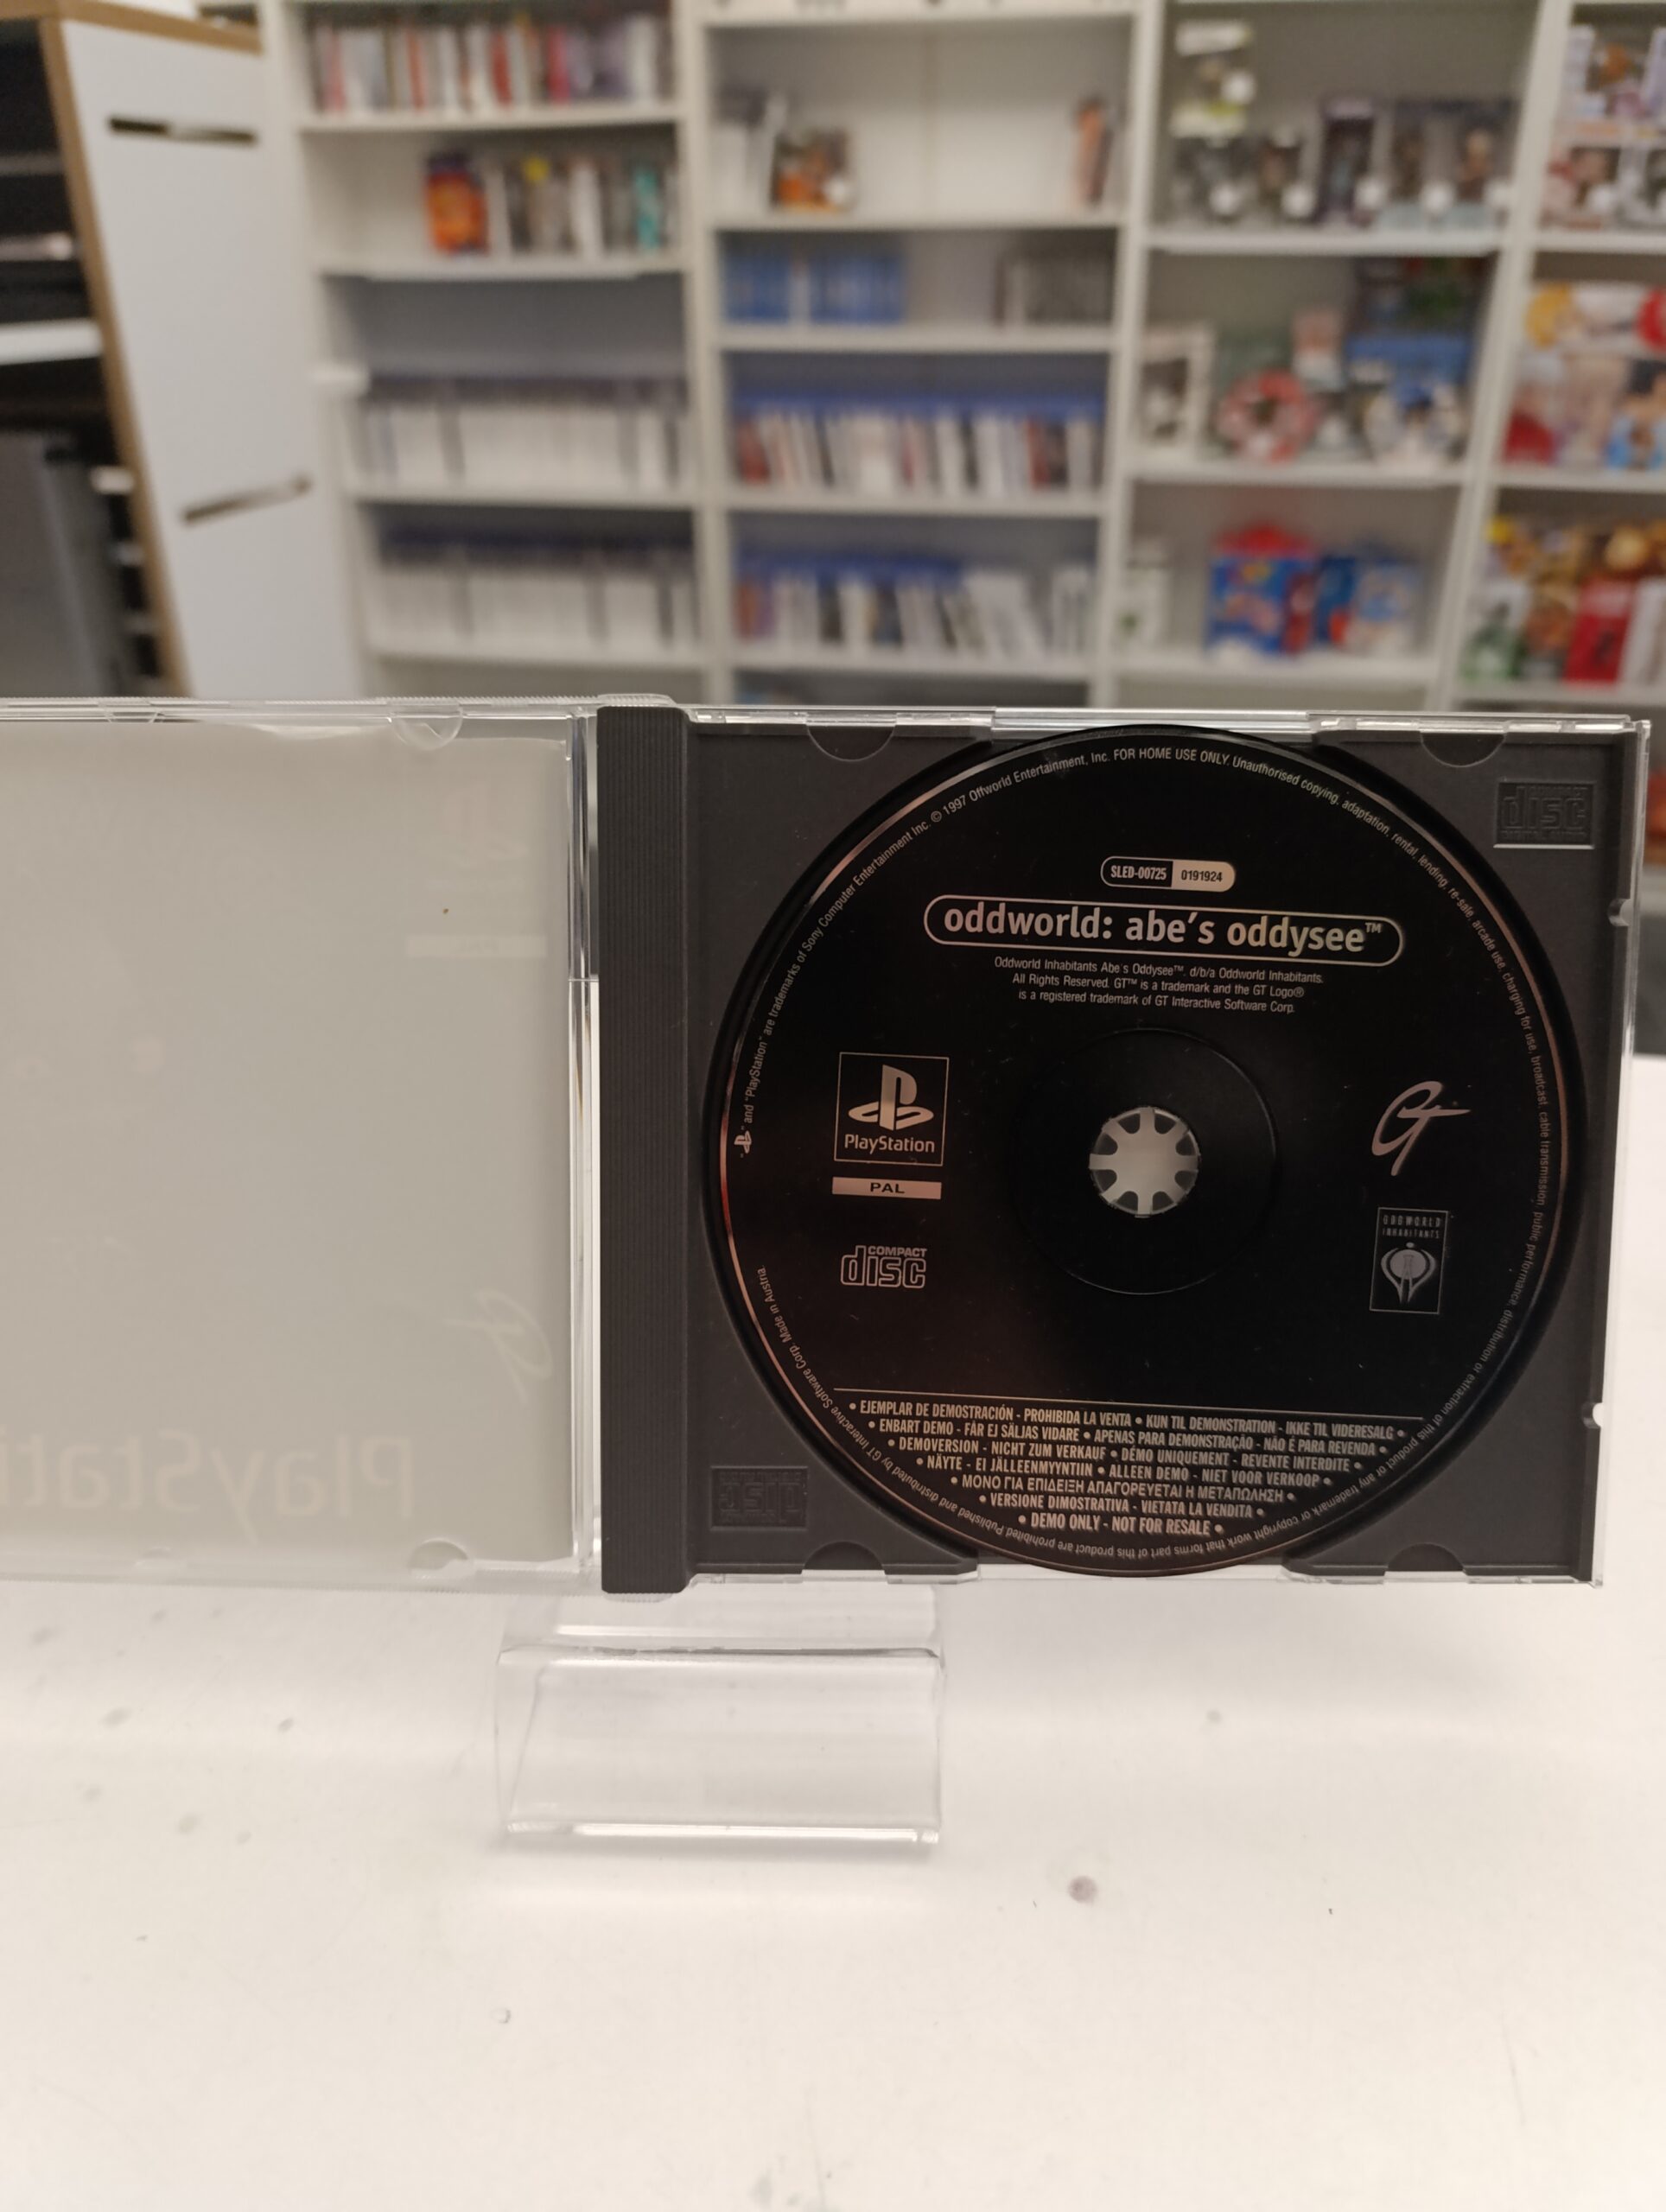 SLED-00725 0191924
oddworld: abe's oddysee™
Oddworld Inhabitants Abe's Oddysee™. d/b/a Oddworld Inhabitants.
All Rights Reserved. GT™ is a trademark and the GT Logo®
is a registered trademark of GT Interactive Software Corp.
PlayStation
PAL
COMPACT
disc
GT
ODDWORLD
INHABITANTS
• EJEMPLAR DE DEMOSTRACIÓN - PROHIBIDA LA VENTA • KUN TIL DEMONSTRATION - IKKE TIL VIDERESALG •
• ENBART DEMO - FÅR EJ SÄLJAS VIDARE • APENAS PARA DEMONSTRAÇÃO - NÃO É PARA REVENDA •
• DEMOVERSION - NICHT ZUM VERKAUF • DÉMO UNIQUEMENT - REVENTE INTERDITE •
• NÄYTE - EI JÄLLEENMYYNTIIN • ALLEEN DEMO - NIET VOOR VERKOOP •
• ΜΟΝΟ ΓΙΑ ΕΠΙΔΕΙΞΗ ΑΠΑΓΟΡΕΥΕΤΑΙ Η ΜΕΤΑΠΩΛΗΣΗ •
• VERSIONE DIMOSTRATIVA - VIETATA LA VENDITA •
• DEMO ONLY - NOT FOR RESALE •
" and "PlayStation" are trademarks of Sony Computer Entertainment Inc. © 1997 Offworld Entertainment, Inc. FOR HOME USE ONLY. Unauthorised copying, adaptation, rental, lending, re-sale, arcade use, charging for use, broadcast, cable transmission, public performance, distribution or extraction of this product or any trademark or copyright work that forms part of this product are prohibited. Published and distributed by GT Interactive Software Corp. Made in Austria.
disc
disc
PlayStati